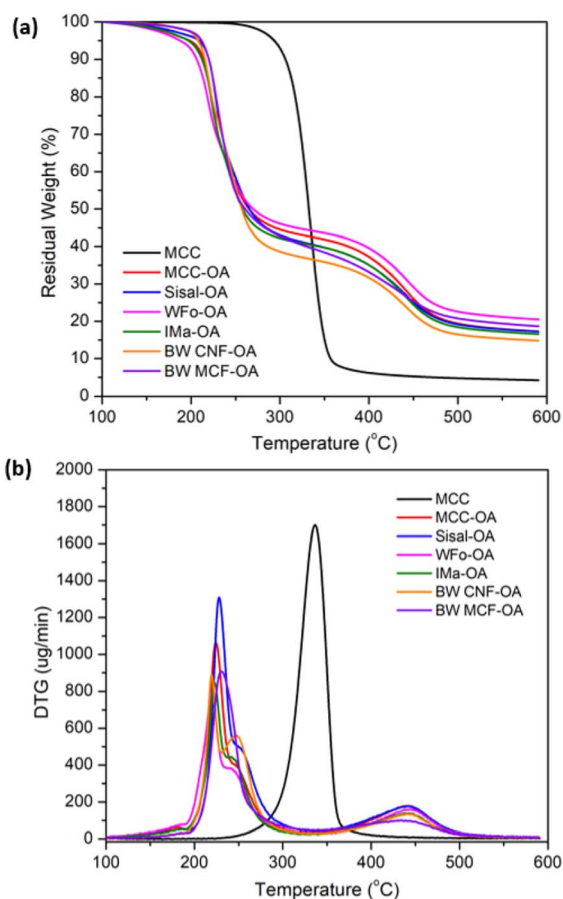 (a)
100
90
80
70
60
50
40
30
20
10
0
Residual Weight (%)
MCC
MCC-OA
Sisal-OA
WFo-OA
IMa-OA
BW CNF-OA
BW MCF-OA
100 200 300 400 500 600
Temperature (°C)
(b)
2000
1800
1600
1400
1200
1000
800
600
400
200
0
DTG (ug/min)
MCC
MCC-OA
Sisal-OA
WFo-OA
IMa-OA
BW CNF-OA
BW MCF-OA
100 200 300 400 500 600
Temperature (°C)